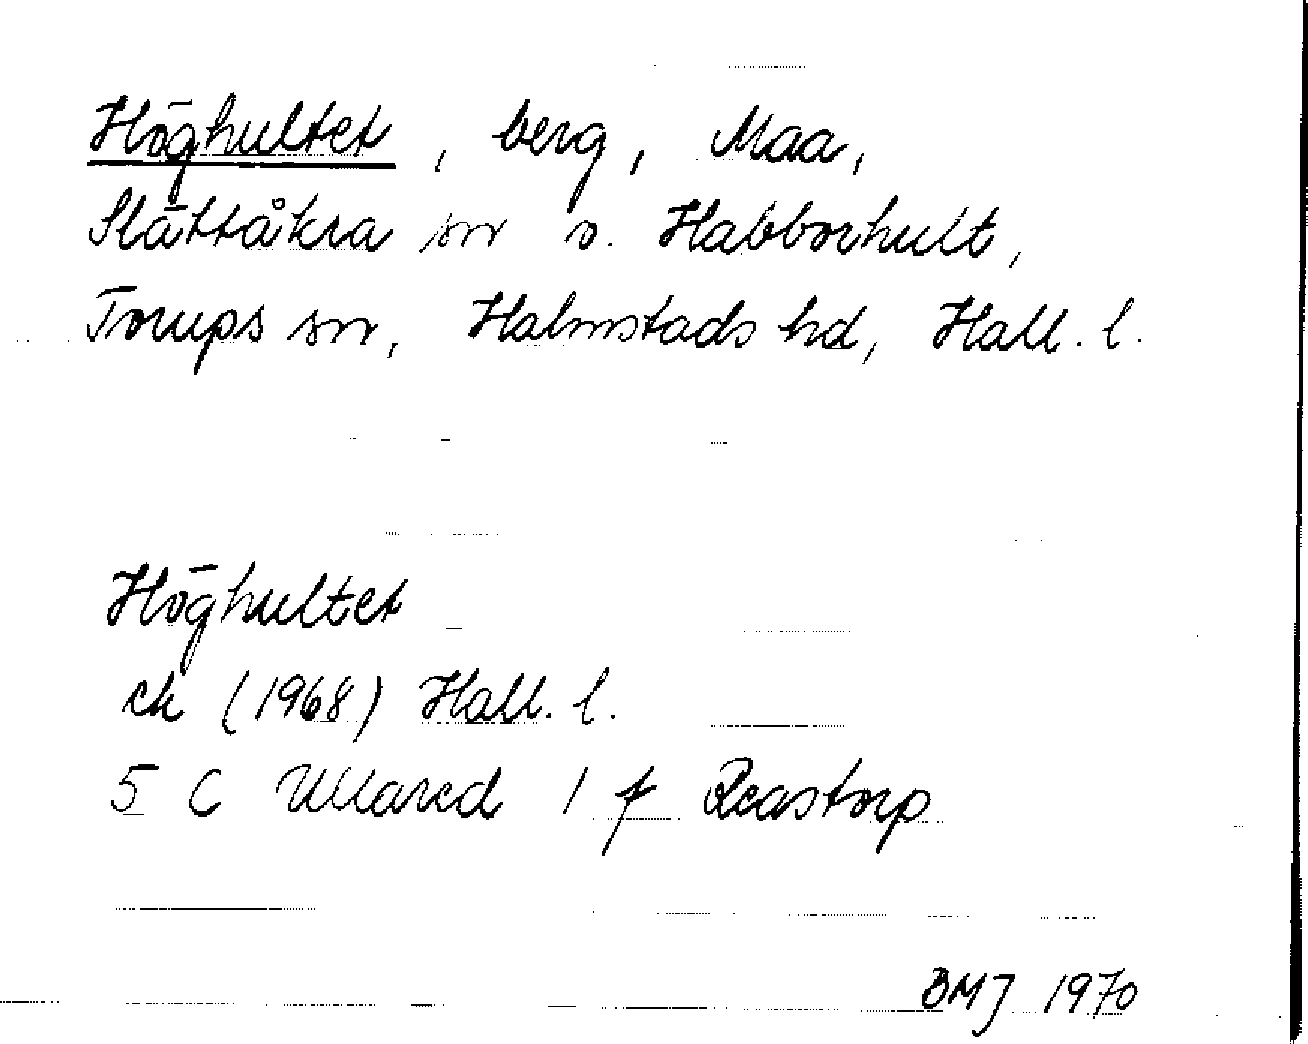 Höghultet, berg, Maa,
Slättåkra sn o. Habborhult,
Torups sn, Halmstads hd, Hall. l.
Höghultet
ek (1968) Hall. l.
5 C Ullared 1 f Reastorp
BMJ 1970